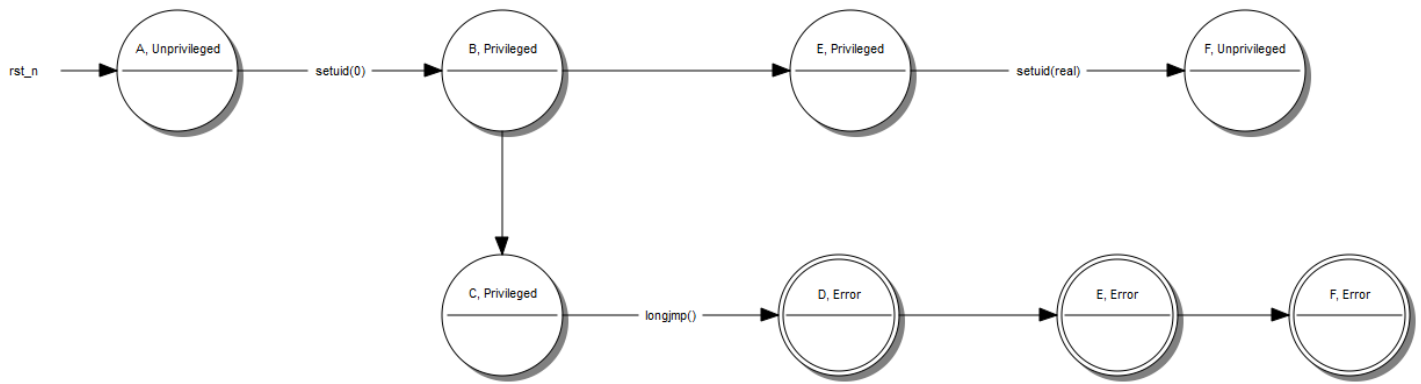 rst_n
A, Unprivileged
setuid(0)
B, Privileged
E, Privileged
setuid(real)
F, Unprivileged
C, Privileged
longjmp()
D, Error
E, Error
F, Error